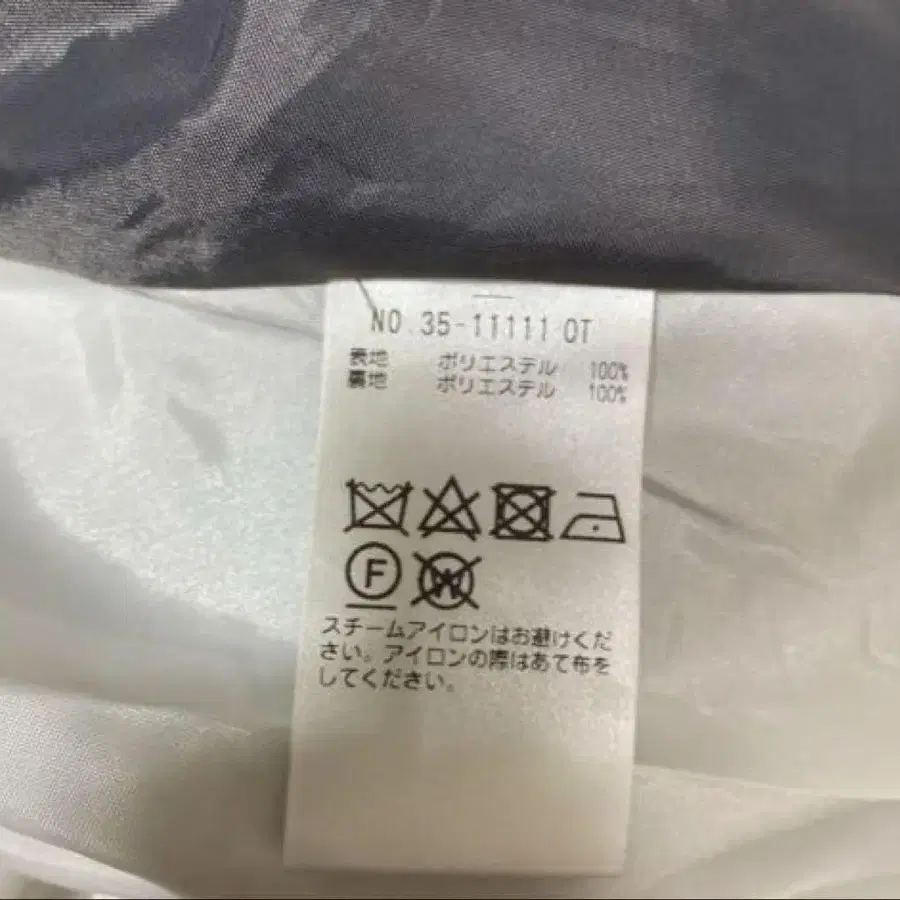 NO.35-11111 OT
表地 ポリエステル 100%
裏地 ポリエステル 100%
F W
スチームアイロンはお避けくだ
さい。アイロンの際はあて布を
してください。